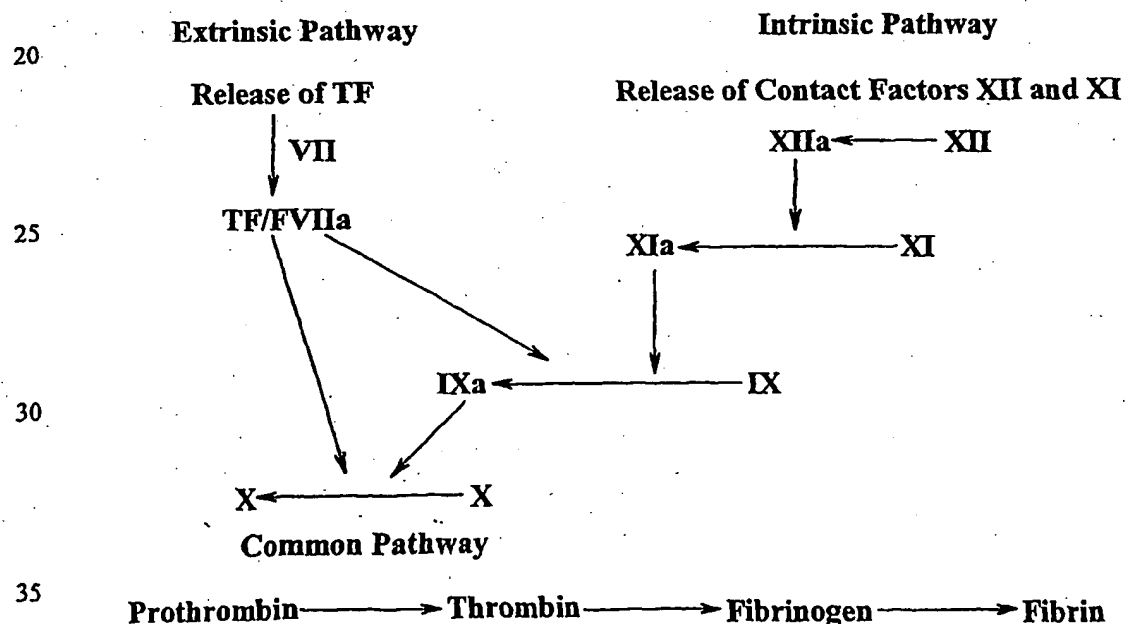 Extrinsic Pathway Intrinsic Pathway
20
Release of TF Release of Contact Factors XII and XI
VII XIIa XII
TF/FVIIa
25 XIa XI
IXa IX
30
X X
Common Pathway
35
Prothrombin Thrombin Fibrinogen Fibrin